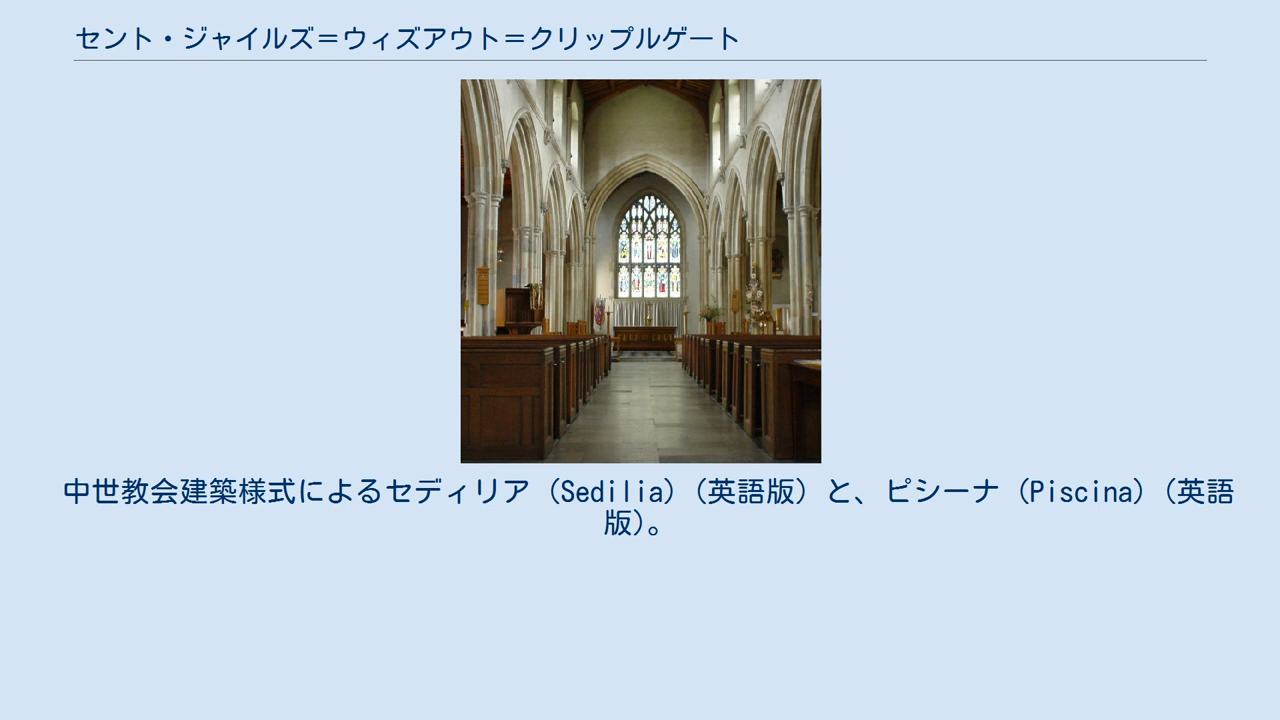 セント・ジャイルズ＝ウィズアウト＝クリップルゲート
中世教会建築様式によるセディリア（Sedilia）（英語版）と、ピシーナ（Piscina）（英語
版）。